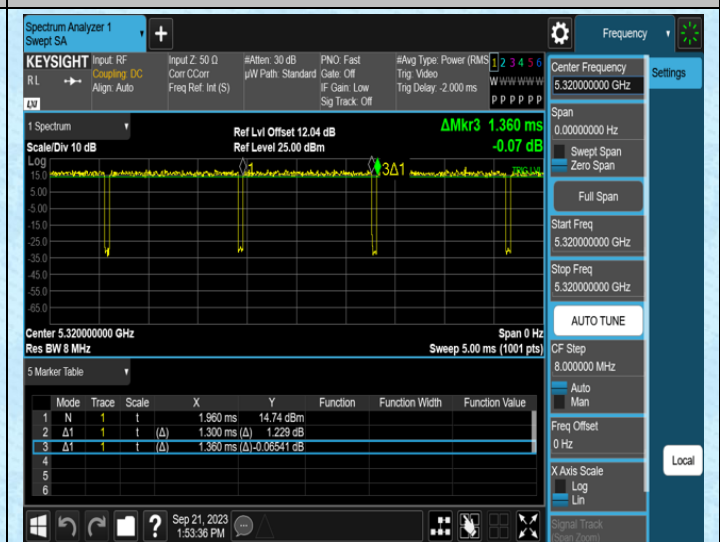 Spectrum Analyzer 1
Swept SA
Frequency
KEYSIGHT
RL
LXI
Input: RF
Coupling: DC
Align: Auto
Input Z: 50 Ω
Corr CCorr
Freq Ref: Int (S)
#Atten: 30 dB
µW Path: Standard
PNO: Fast
Gate: Off
IF Gain: Low
Sig Track: Off
#Avg Type: Power (RMS
Trig: Video
Trig Delay: -2.000 ms
1 2 3 4 5 6
W W W W W W
P P P P P P
Center Frequency
5.320000000 GHz
Settings
Span
0.00000000 Hz
Swept Span
Zero Span
Full Span
Start Freq
5.320000000 GHz
Stop Freq
5.320000000 GHz
AUTO TUNE
CF Step
8.000000 MHz
Auto
Man
Freq Offset
0 Hz
X Axis Scale
Log
Lin
Signal Track
(Span Zoom)
Local
1 Spectrum
Scale/Div 10 dB
Log
Ref Lvl Offset 12.04 dB
Ref Level 25.00 dBm
ΔMkr3 1.360 ms
-0.07 dB
1
3Δ1
TRIG LVL
15.0
5.00
-5.00
-15.0
-25.0
-35.0
-45.0
-55.0
-65.0
Center 5.320000000 GHz
Res BW 8 MHz
Span 0 Hz
Sweep 5.00 ms (1001 pts)
5 Marker Table
Mode Trace Scale X Y Function Function Width Function Value
1 N 1 t 1.960 ms 14.74 dBm
2 Δ1 1 t (Δ) 1.300 ms (Δ) 1.229 dB
3 Δ1 1 t (Δ) 1.360 ms (Δ) -0.06541 dB
4
5
6
Sep 21, 2023
1:53:36 PM